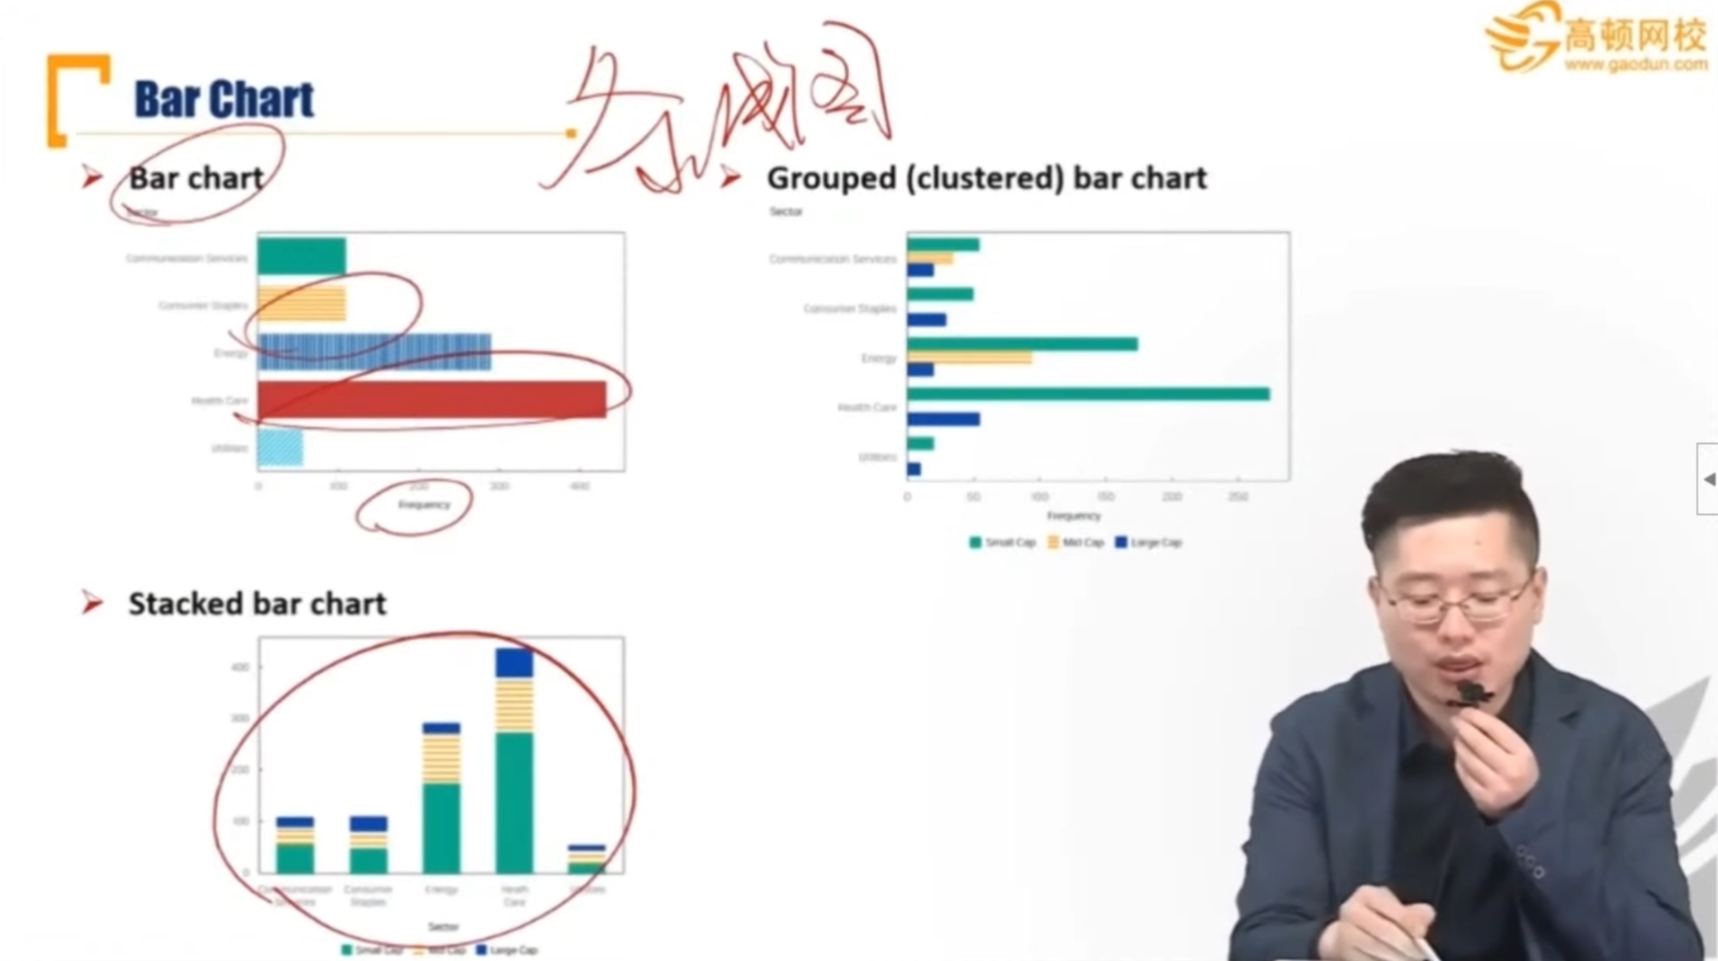 高顿网校
www.gaodun.com
Bar Chart
条形图
Bar chart
Sector
Communication Services
Consumer Staples
Energy
Health Care
Utilities
0 100 200 300 400
Frequency
Grouped (clustered) bar chart
Sector
Communication Services
Consumer Staples
Energy
Health Care
Utilities
0 50 100 150 200 250
Frequency
Small Cap Mid Cap Large Cap
Stacked bar chart
400
300
200
100
0
Communication Services
Consumer Staples
Energy
Health Care
Utilities
Sector
Small Cap Mid Cap Large Cap